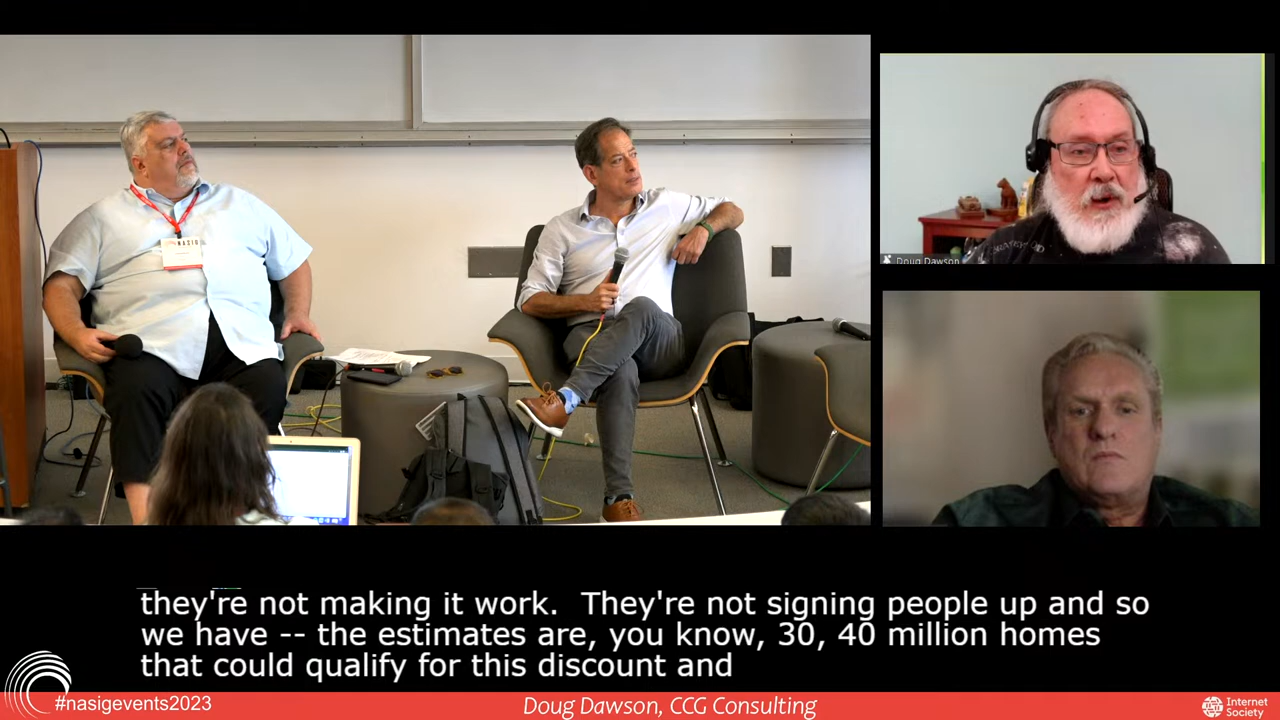 NASIG
Doug Dawson
they're not making it work.  They're not signing people up and so
we have -- the estimates are, you know, 30, 40 million homes
that could qualify for this discount and
#nasigevents2023
Doug Dawson, CCG Consulting
Internet
Society